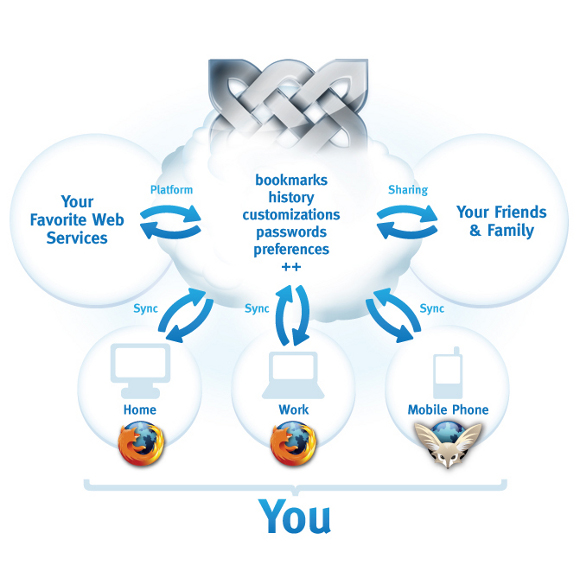 Platform
Sharing
Your
Favorite Web
Services
bookmarks
history
customizations
passwords
preferences
++
Your Friends
& Family
Sync
Sync
Sync
Home
Work
Mobile Phone
You